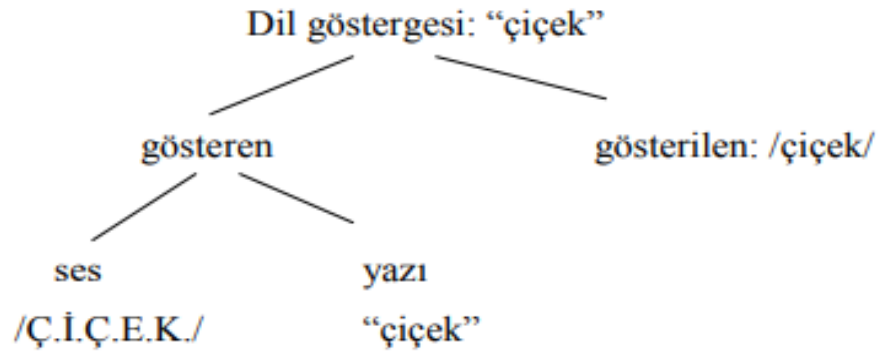 Dil göstergesi: “çiçek”
gösteren gösterilen: /çiçek/
ses yazı
/Ç.İ.Ç.E.K./ “çiçek”